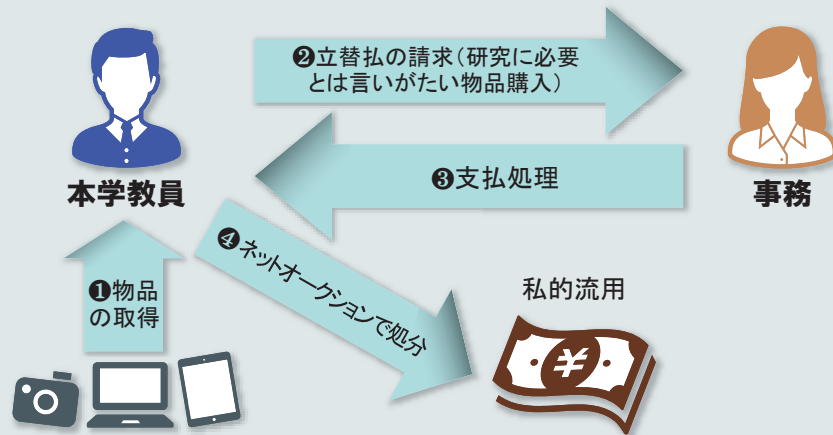 ❷立替払の請求（研究に必要
とは言いがたい物品購入）
本学教員
❸支払処理
事務
❶物品
の取得
❹ネットオークションで処分
私的流用
¥